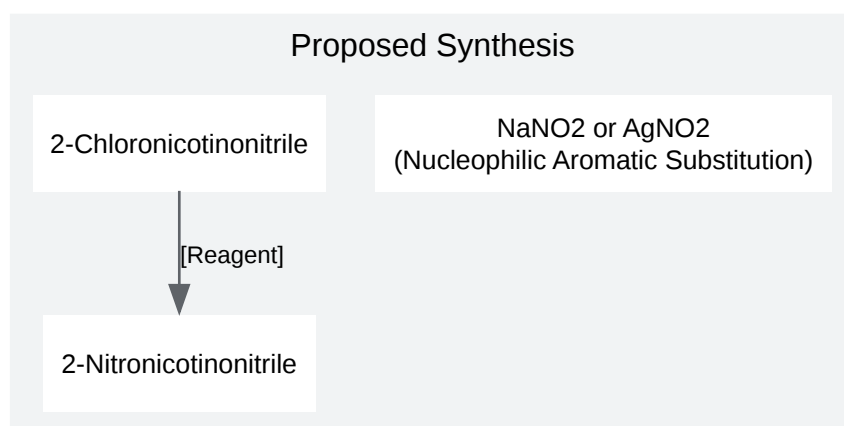 Proposed Synthesis
2-Chloronicotinonitrile
NaNO2 or AgNO2
(Nucleophilic Aromatic Substitution)
[Reagent]
2-Nitronicotinonitrile